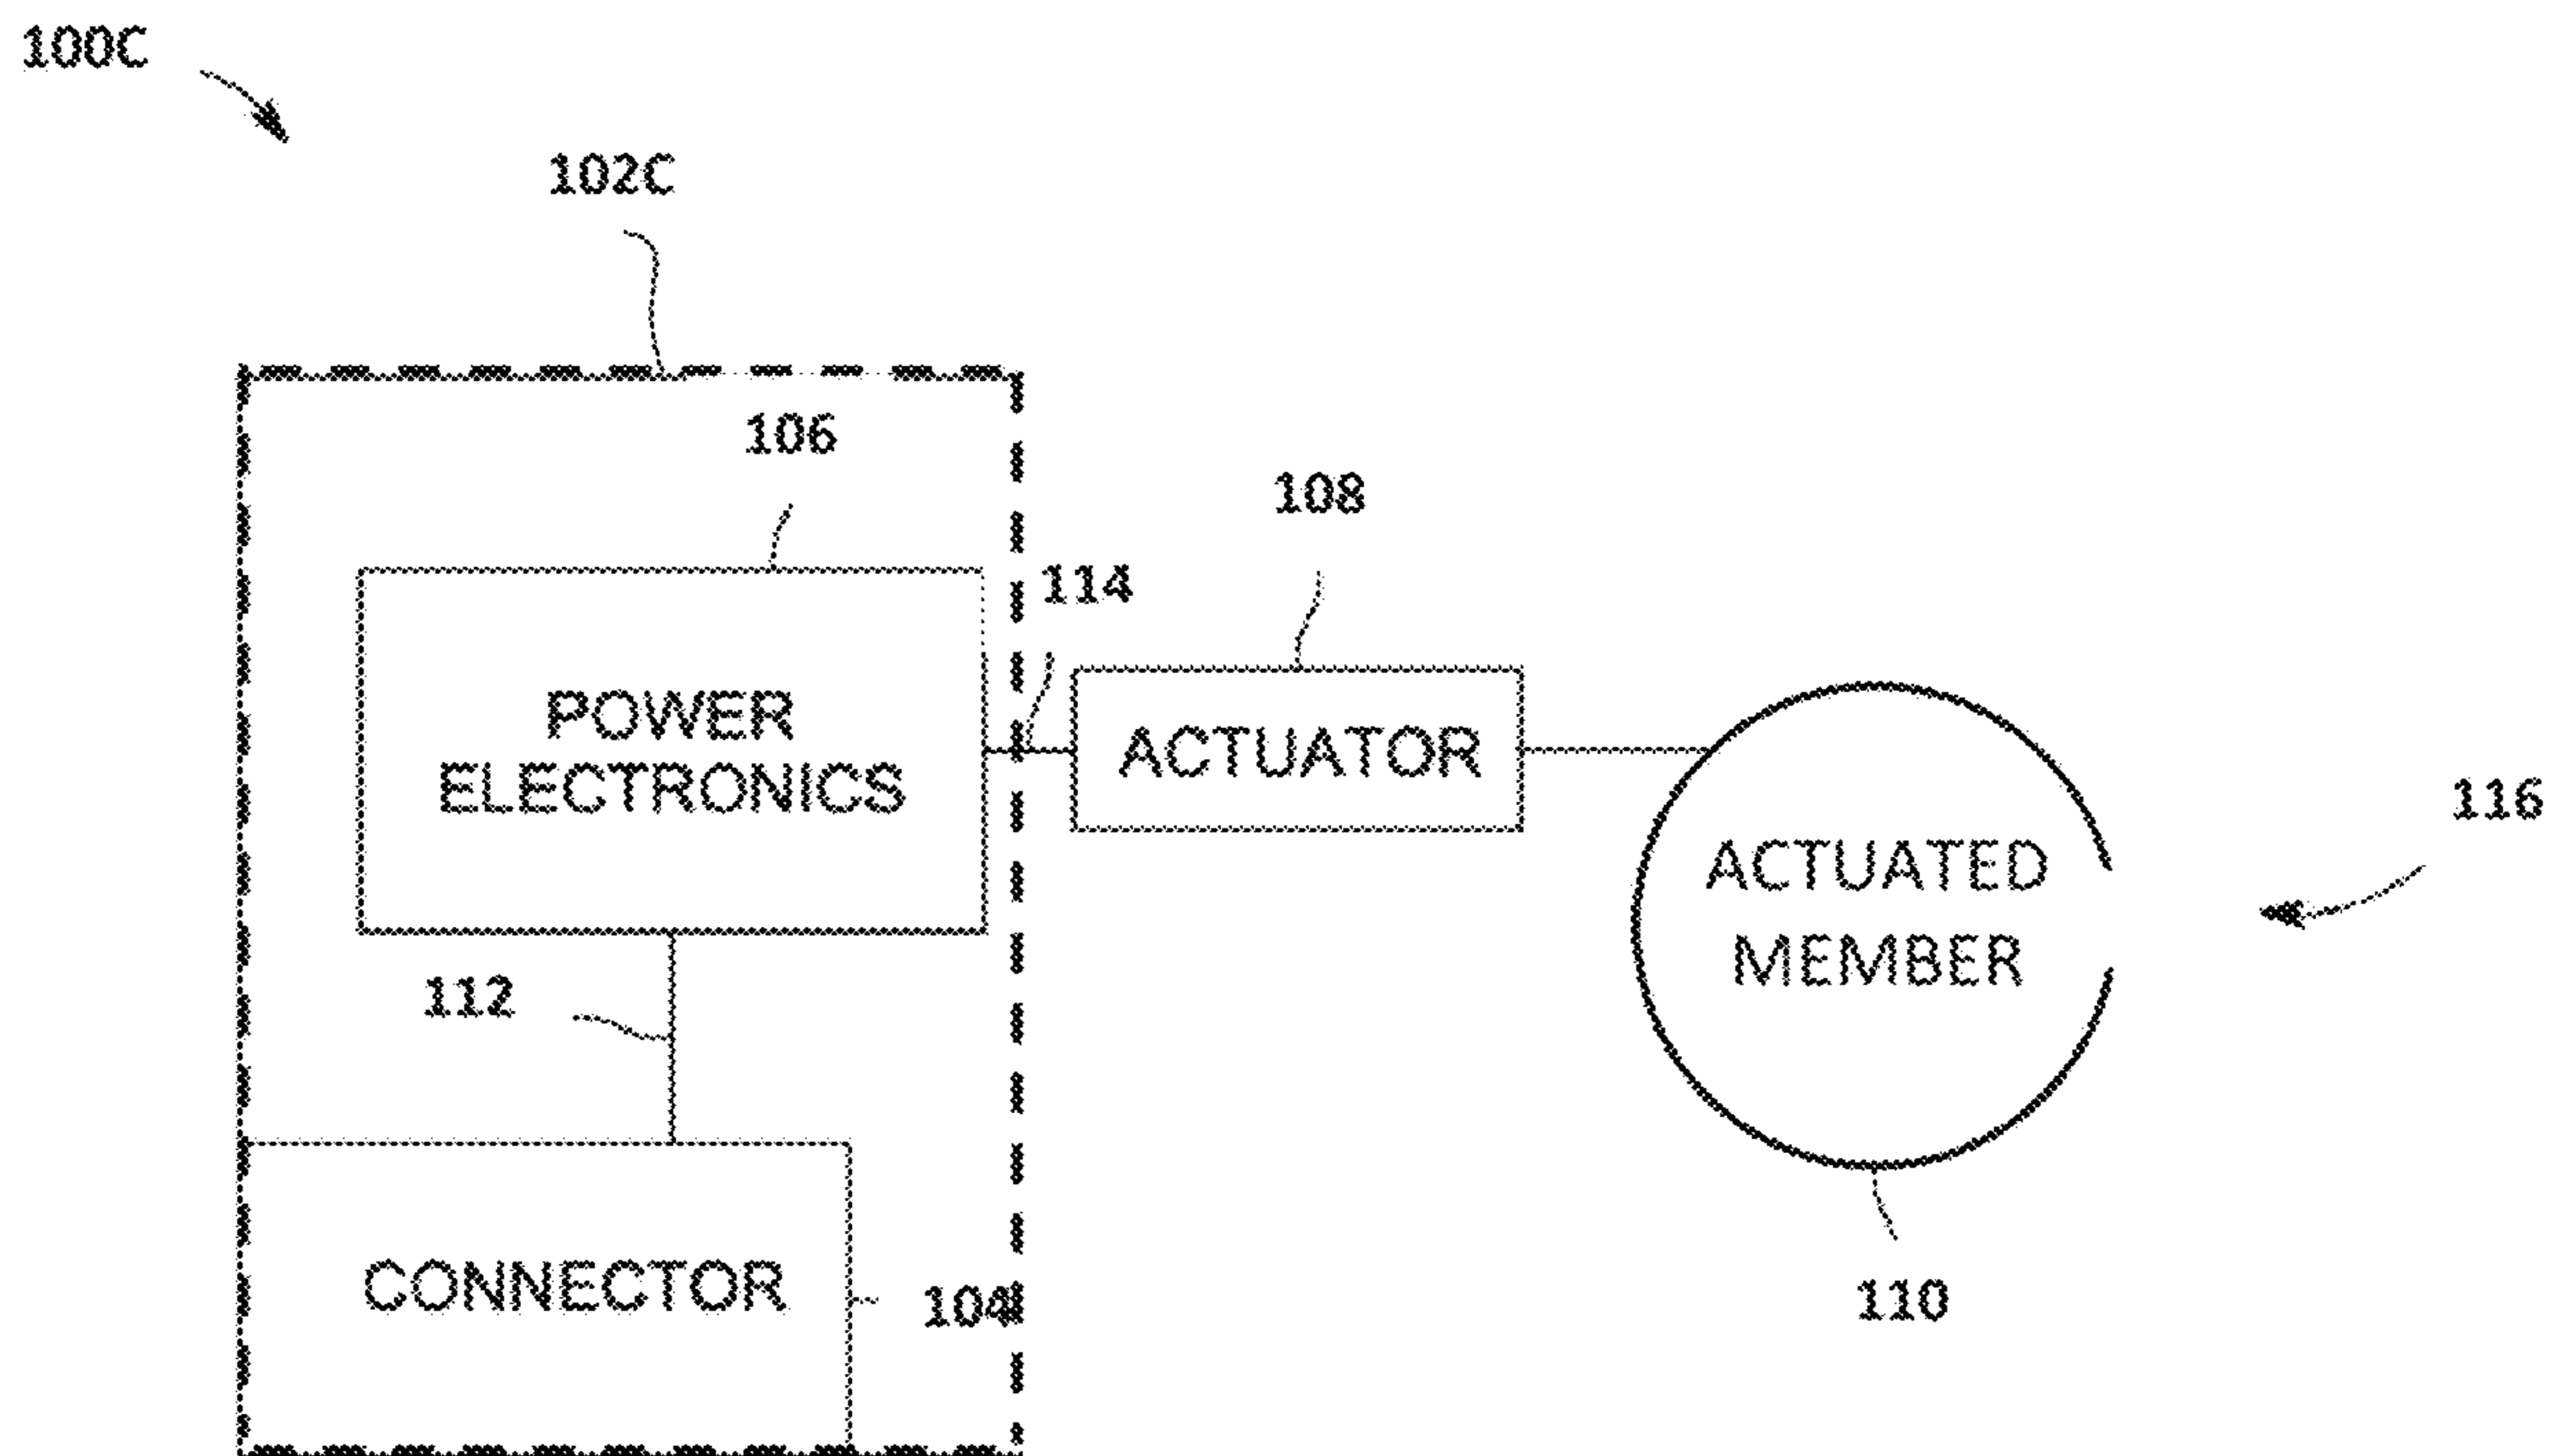 100C
102C
106
108
114
POWER
ELECTRONICS
ACTUATOR
116
ACTUATED
MEMBER
112
CONNECTOR
104
110